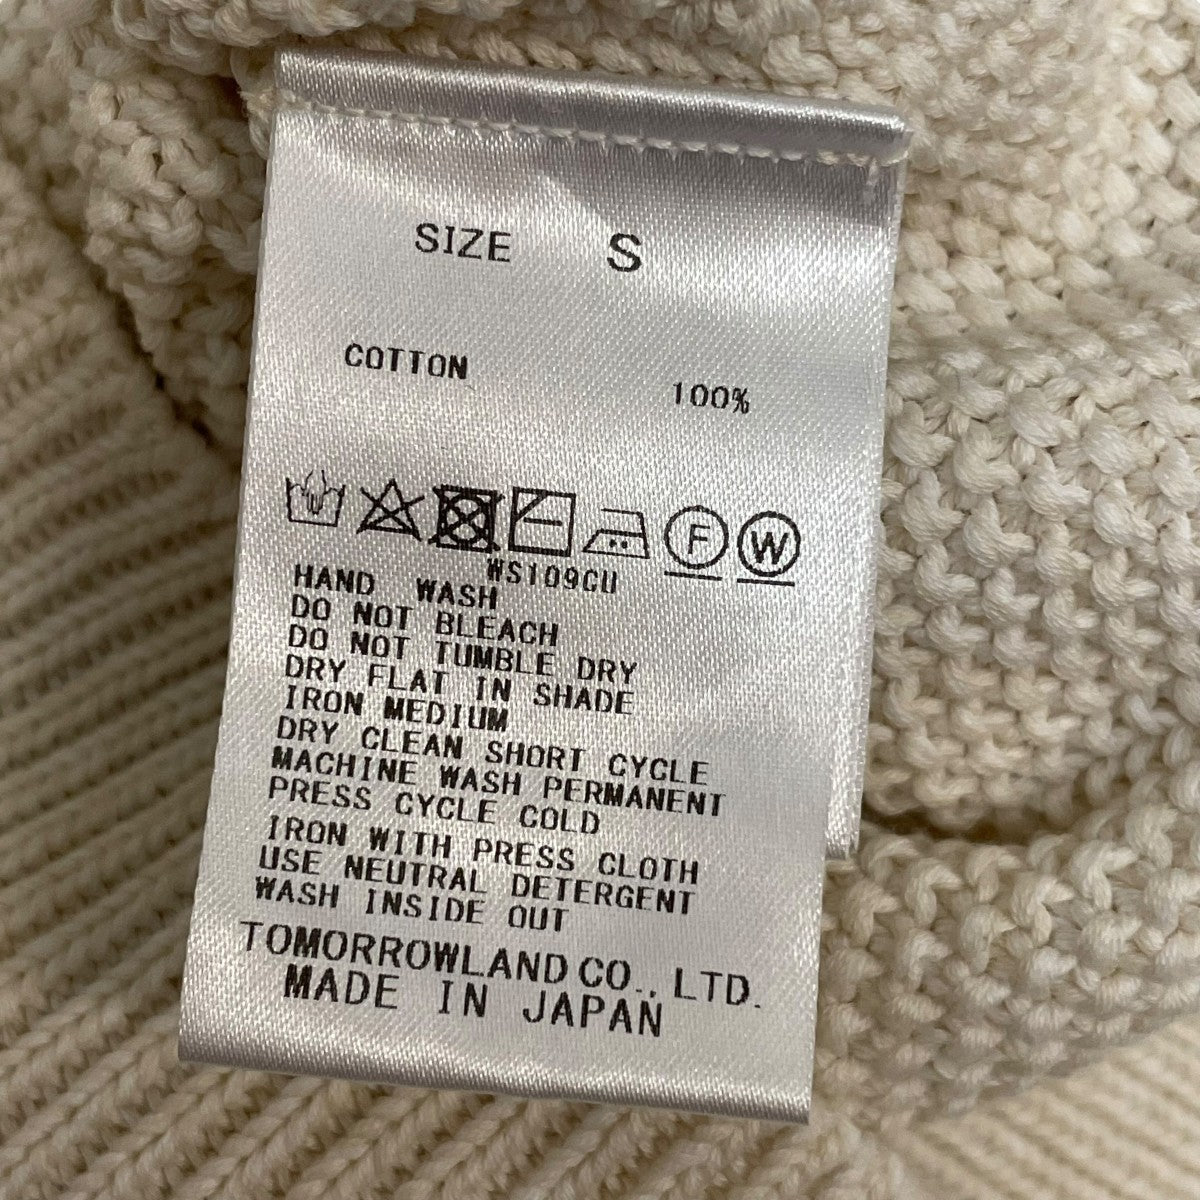 SIZE S
COTTON 100%
F W
WS109CU
HAND WASH
DO NOT BLEACH
DO NOT TUMBLE DRY
DRY FLAT IN SHADE
IRON MEDIUM
DRY CLEAN SHORT CYCLE
MACHINE WASH PERMANENT
PRESS CYCLE COLD
IRON WITH PRESS CLOTH
USE NEUTRAL DETERGENT
WASH INSIDE OUT
TOMORROWLAND CO., LTD.
MADE IN JAPAN